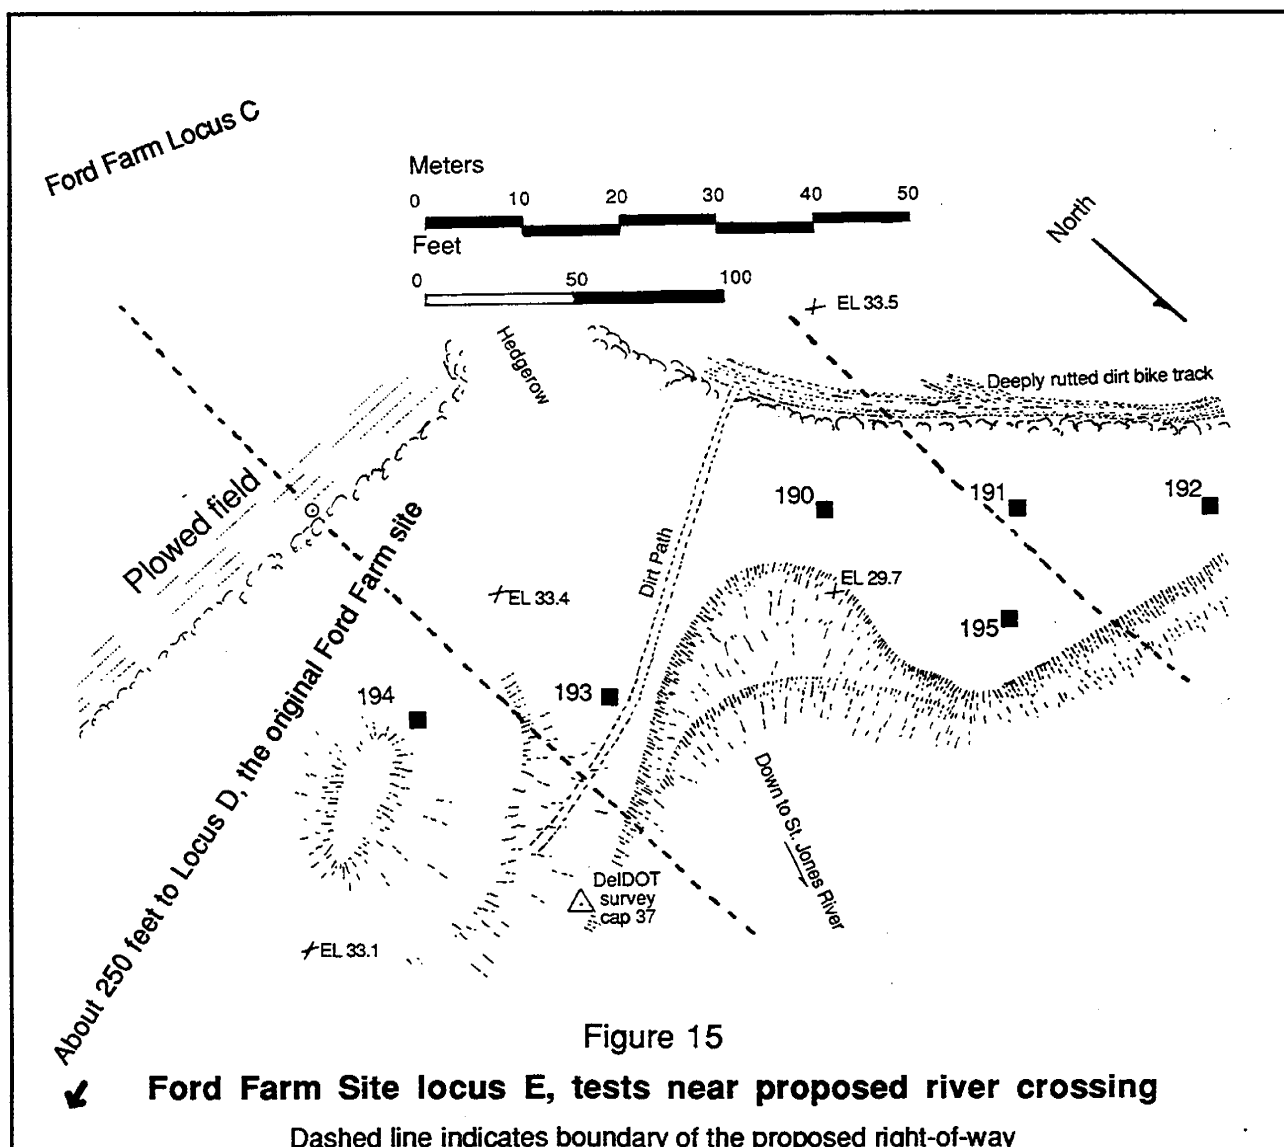 Ford Farm Locus C
Meters
0 10 20 30 40 50
Feet
0 50 100
North
EL 33.5
Hedgerow
Deeply rutted dirt bike track
Plowed field
190
191
192
Dirt Path
EL 29.7
EL 33.4
195
194
193
About 250 feet to Locus D, the original Ford Farm site
Down to St. Jones River
DelDOT
survey
cap 37
EL 33.1
Figure 15
Ford Farm Site locus E, tests near proposed river crossing
Dashed line indicates boundary of the proposed right-of-way